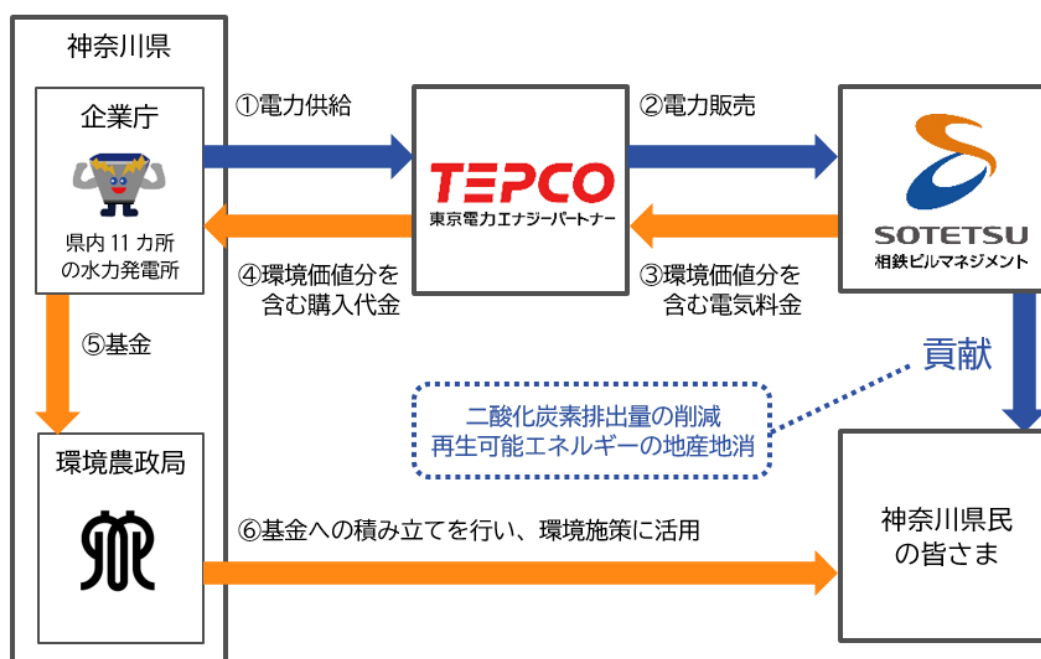 神奈川県
企業庁
県内11カ所
の水力発電所
①電力供給
TEPCO
東京電力エナジーパートナー
②電力販売
SOTETSU
相鉄ビルマネジメント
④環境価値分を
含む購入代金
③環境価値分を
含む電気料金
⑤基金
貢献
二酸化炭素排出量の削減
再生可能エネルギーの地産地消
環境農政局
⑥基金への積み立てを行い、環境施策に活用
神奈川県民
の皆さま